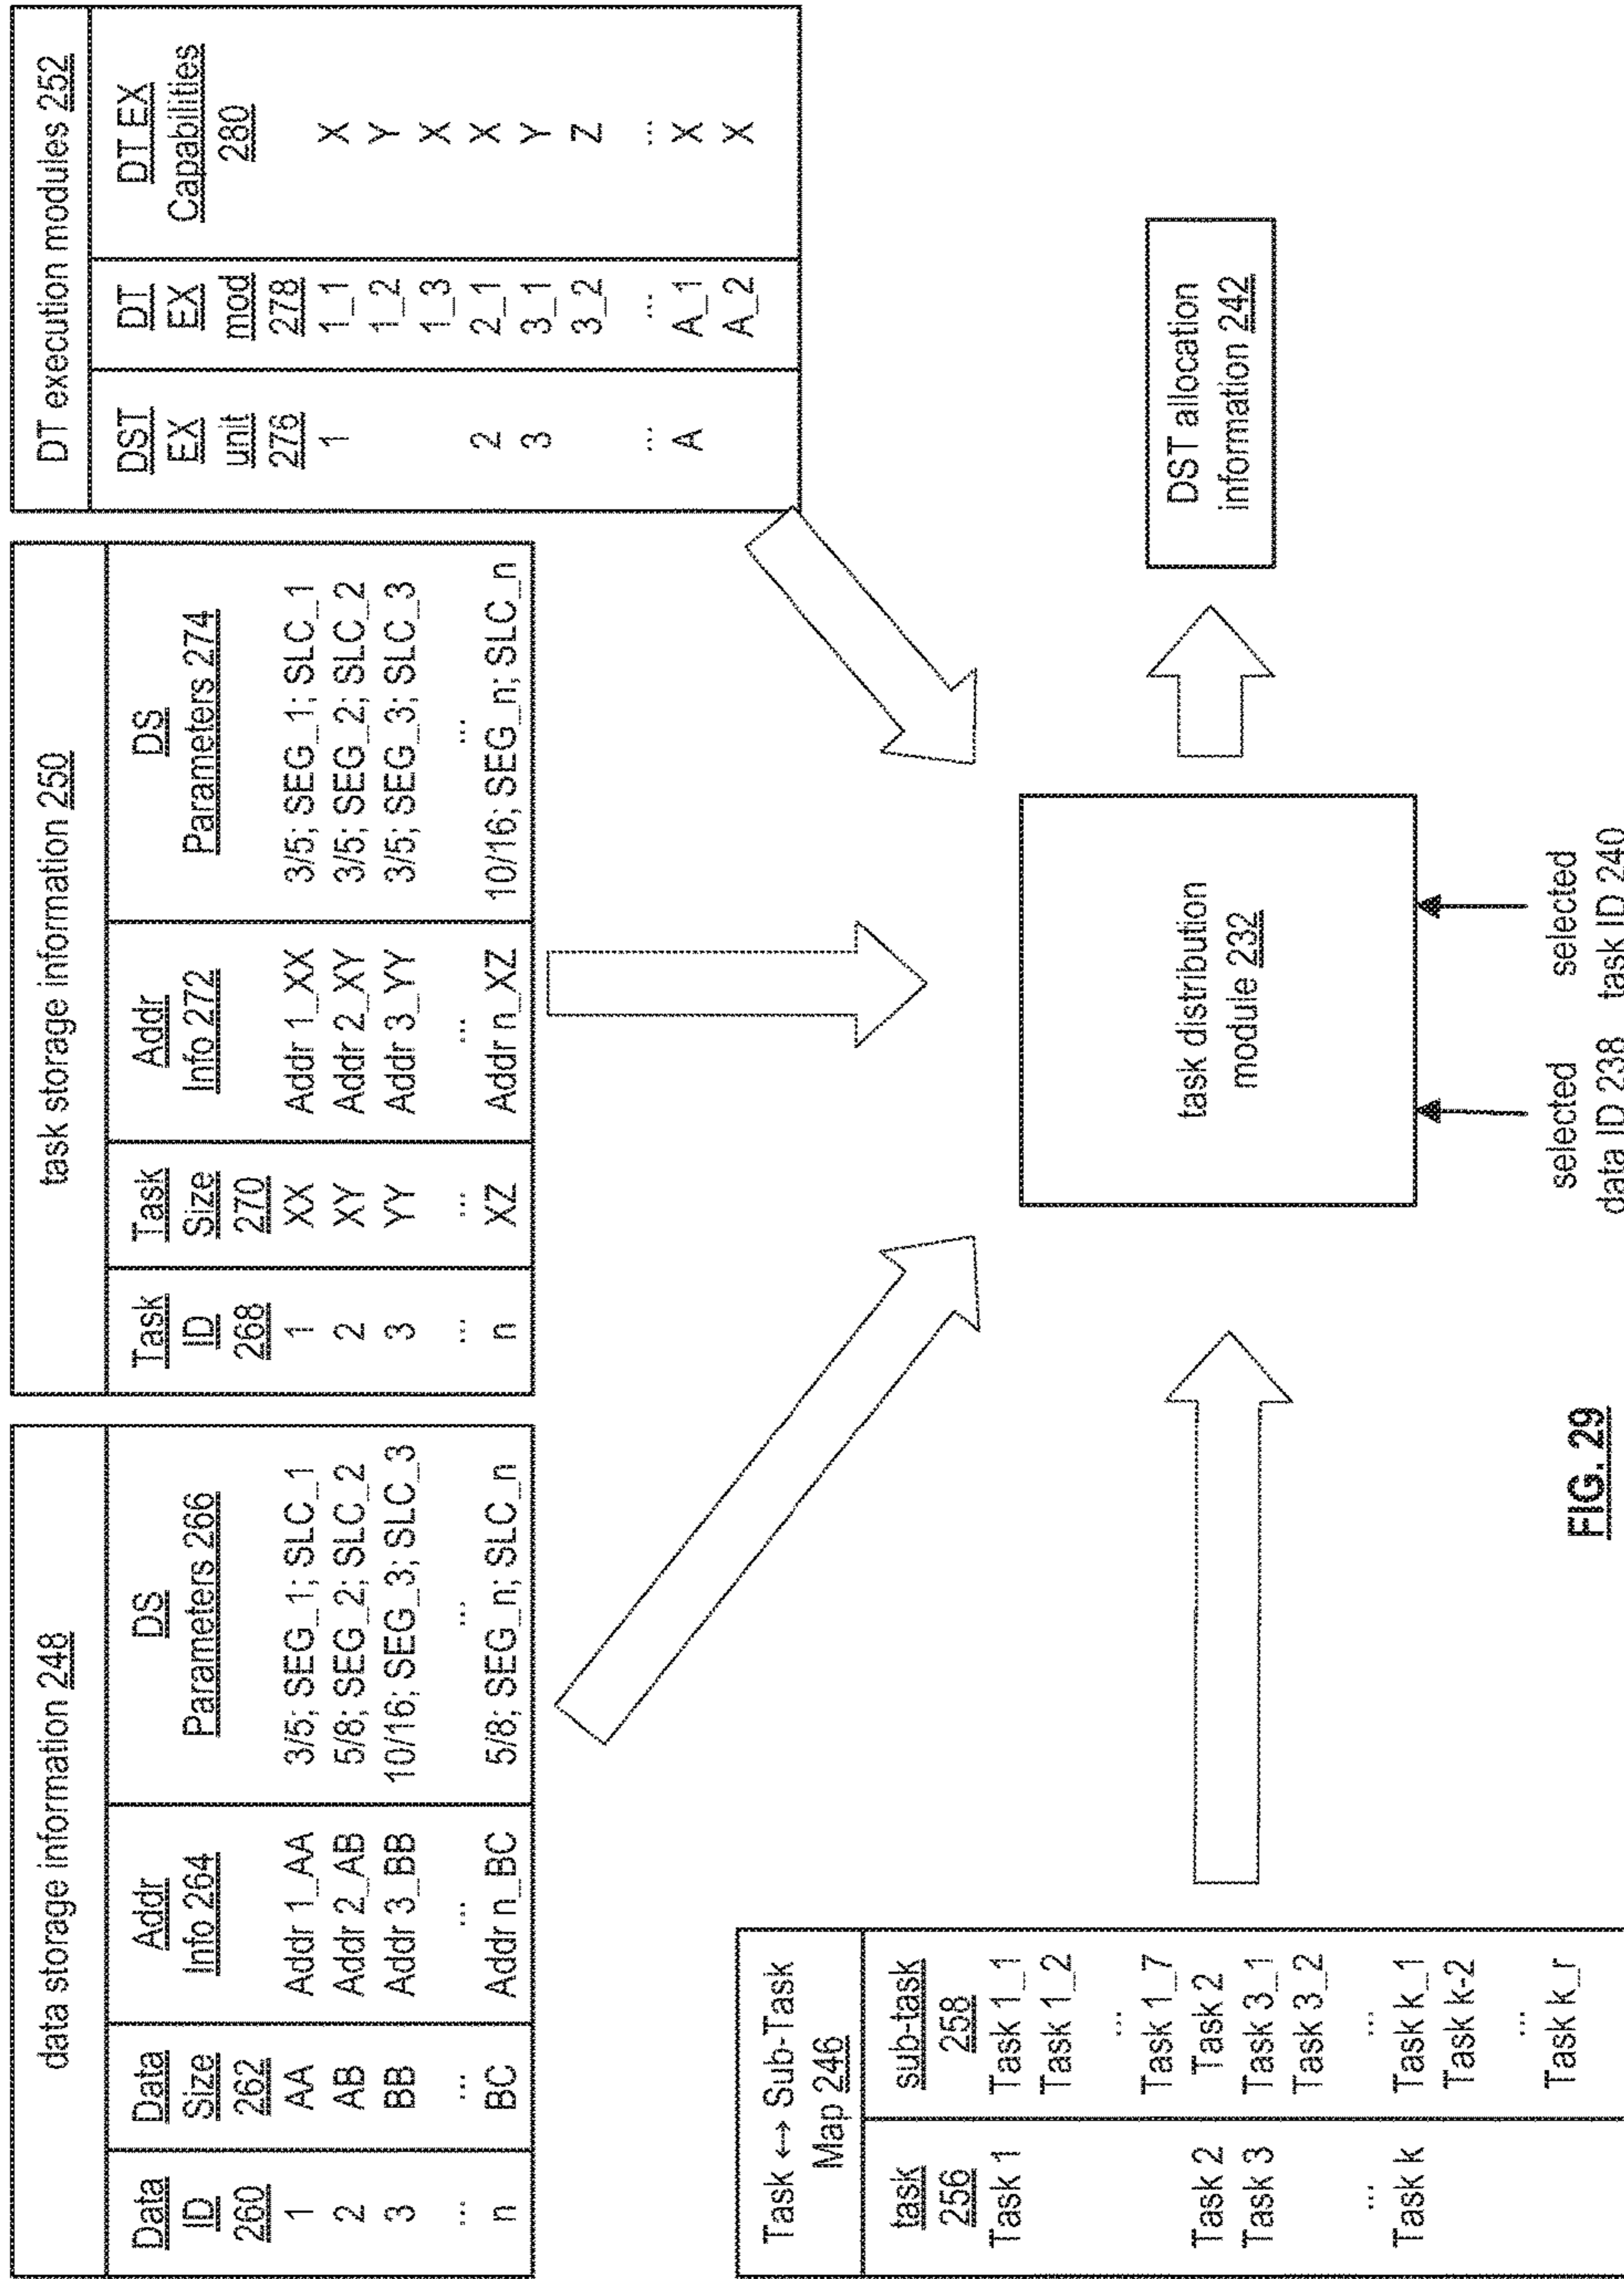 data storage information 248
Data ID 260 Data Size 262 Addr Info 264 DS Parameters 266
1 AA Addr 1_AA 3/5; SEG_1; SLC_1
2 AB Addr 2_AB 5/8; SEG_2; SLC_2
3 BB Addr 3_BB 10/16; SEG_3; SLC_3
... ... ... ...
n BC Addr n_BC 5/8; SEG_n; SLC_n
task storage information 250
Task ID 268 Task Size 270 Addr Info 272 DS Parameters 274
1 XX Addr 1_XX 3/5; SEG_1; SLC_1
2 XY Addr 2_XY 3/5; SEG_2; SLC_2
3 YY Addr 3_YY 3/5; SEG_3; SLC_3
... ... ... ...
n XZ Addr n_XZ 10/16; SEG_n; SLC_n
DT execution modules 252
DST EX unit 276 DT EX mod 278 DT EX Capabilities 280
1 1_1 X
1_2 Y
1_3 X
2 2_1 X
3 3_1 Y
3_2 Z
... ... ...
A A_1 X
A_2 X
Task ↔ Sub-Task
Map 246
task 256 sub-task 258
Task 1 Task 1_1
Task 1_2
...
Task 1_7
Task 2 Task 2
Task 3 Task 3_1
Task 3_2
... ...
Task k Task k_1
Task k-2
...
Task k_r
task distribution
module 232
DST allocation
information 242
selected
data ID 238
selected
task ID 240
FIG. 29